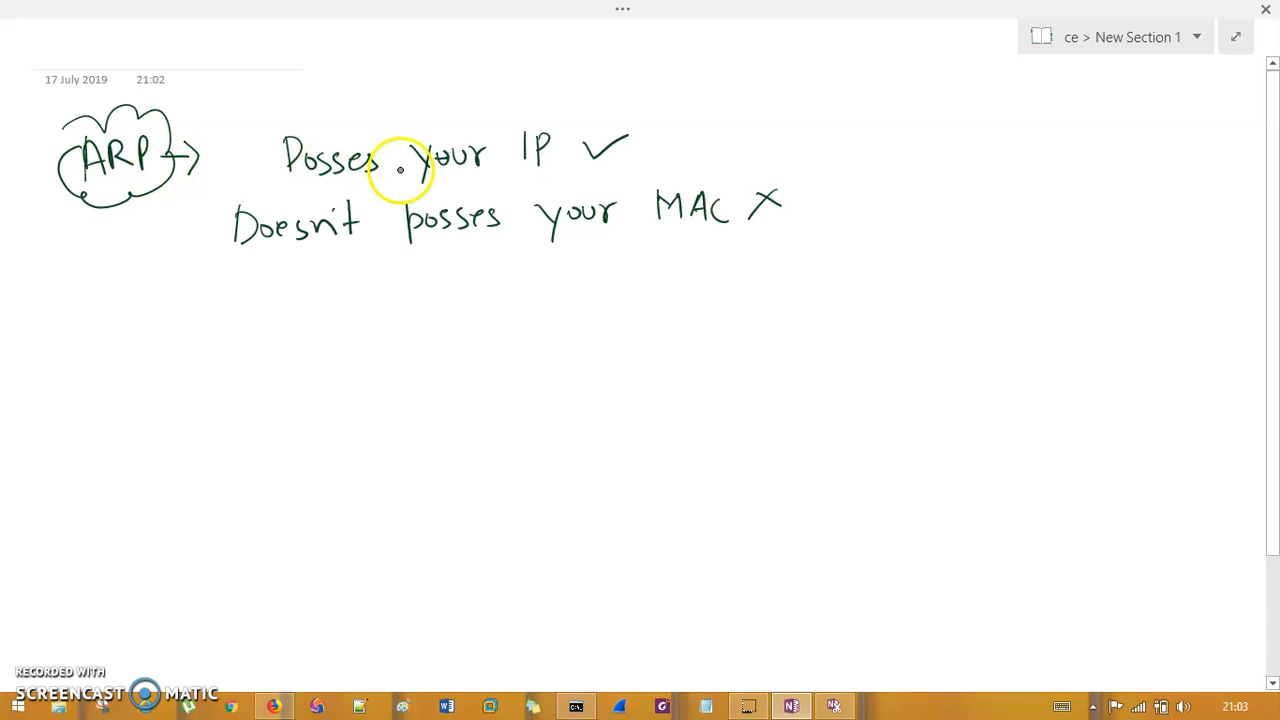 ...
ce > New Section 1
17 July 2019 21:02
ARP → Posses your IP ✓
Doesn't posses your MAC X
RECORDED WITH
SCREENCAST MATIC
21:03